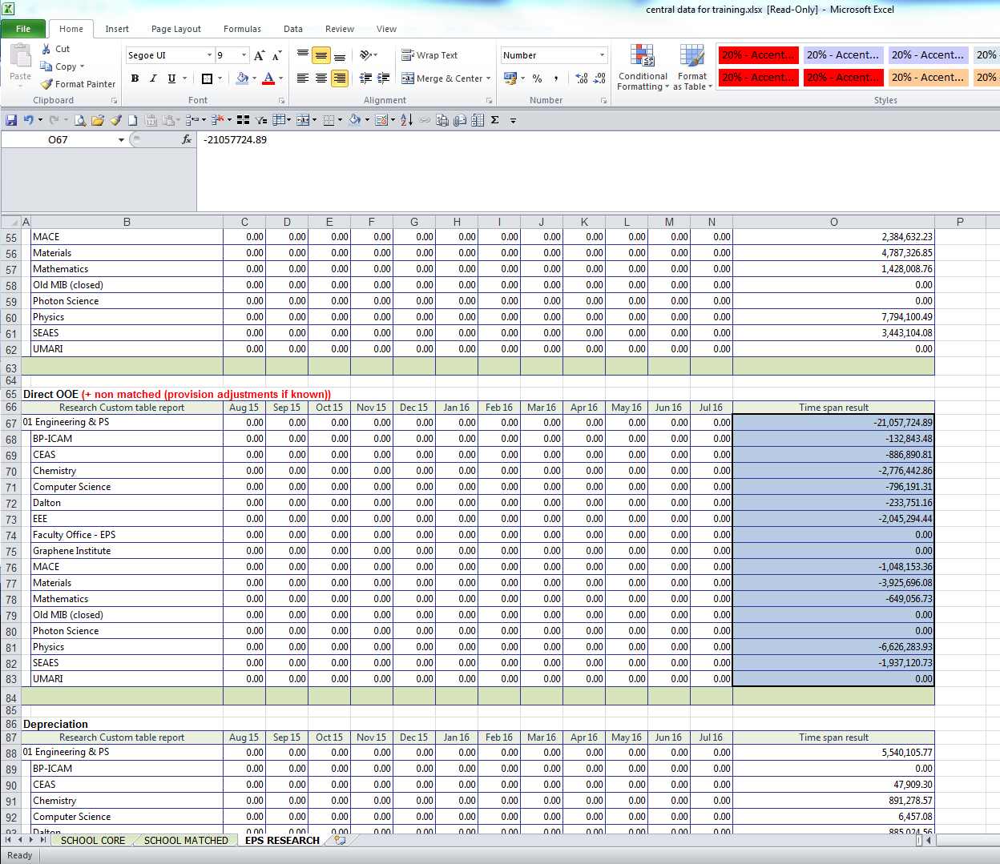 central data for training.xlsx [Read-Only] - Microsoft Excel
File Home Insert Page Layout Formulas Data Review View
Paste Cut Copy Format Painter
Segoe UI 9
B I U A A A
Wrap Text
Merge & Center
Number
% ,
Conditional Formatting
Format as Table
20% - Accent... 20% - Accent... 20% - Accent... 20%
20% - Accent... 20% - Accent... 20% - Accent... 20%
Clipboard Font Alignment Number Styles
O67 fx -21057724.89
A B C D E F G H I J K L M N O P
55 MACE 0.00 0.00 0.00 0.00 0.00 0.00 0.00 0.00 0.00 0.00 0.00 0.00 2,384,632.23
56 Materials 0.00 0.00 0.00 0.00 0.00 0.00 0.00 0.00 0.00 0.00 0.00 0.00 4,787,326.85
57 Mathematics 0.00 0.00 0.00 0.00 0.00 0.00 0.00 0.00 0.00 0.00 0.00 0.00 1,428,008.76
58 Old MIB (closed) 0.00 0.00 0.00 0.00 0.00 0.00 0.00 0.00 0.00 0.00 0.00 0.00 0.00
59 Photon Science 0.00 0.00 0.00 0.00 0.00 0.00 0.00 0.00 0.00 0.00 0.00 0.00 0.00
60 Physics 0.00 0.00 0.00 0.00 0.00 0.00 0.00 0.00 0.00 0.00 0.00 0.00 7,794,100.49
61 SEAES 0.00 0.00 0.00 0.00 0.00 0.00 0.00 0.00 0.00 0.00 0.00 0.00 3,443,104.08
62 UMARI 0.00 0.00 0.00 0.00 0.00 0.00 0.00 0.00 0.00 0.00 0.00 0.00 0.00
63
64
65 Direct OOE (+ non matched (provision adjustments if known))
66 Research Custom table report Aug 15 Sep 15 Oct 15 Nov 15 Dec 15 Jan 16 Feb 16 Mar 16 Apr 16 May 16 Jun 16 Jul 16 Time span result
67 01 Engineering & PS 0.00 0.00 0.00 0.00 0.00 0.00 0.00 0.00 0.00 0.00 0.00 0.00 -21,057,724.89
68 BP-ICAM 0.00 0.00 0.00 0.00 0.00 0.00 0.00 0.00 0.00 0.00 0.00 0.00 -132,843.48
69 CEAS 0.00 0.00 0.00 0.00 0.00 0.00 0.00 0.00 0.00 0.00 0.00 0.00 -886,890.81
70 Chemistry 0.00 0.00 0.00 0.00 0.00 0.00 0.00 0.00 0.00 0.00 0.00 0.00 -2,776,442.86
71 Computer Science 0.00 0.00 0.00 0.00 0.00 0.00 0.00 0.00 0.00 0.00 0.00 0.00 -796,191.31
72 Dalton 0.00 0.00 0.00 0.00 0.00 0.00 0.00 0.00 0.00 0.00 0.00 0.00 -233,751.16
73 EEE 0.00 0.00 0.00 0.00 0.00 0.00 0.00 0.00 0.00 0.00 0.00 0.00 -2,045,294.44
74 Faculty Office - EPS 0.00 0.00 0.00 0.00 0.00 0.00 0.00 0.00 0.00 0.00 0.00 0.00 0.00
75 Graphene Institute 0.00 0.00 0.00 0.00 0.00 0.00 0.00 0.00 0.00 0.00 0.00 0.00 0.00
76 MACE 0.00 0.00 0.00 0.00 0.00 0.00 0.00 0.00 0.00 0.00 0.00 0.00 -1,048,153.36
77 Materials 0.00 0.00 0.00 0.00 0.00 0.00 0.00 0.00 0.00 0.00 0.00 0.00 -3,925,696.08
78 Mathematics 0.00 0.00 0.00 0.00 0.00 0.00 0.00 0.00 0.00 0.00 0.00 0.00 -649,056.73
79 Old MIB (closed) 0.00 0.00 0.00 0.00 0.00 0.00 0.00 0.00 0.00 0.00 0.00 0.00 0.00
80 Photon Science 0.00 0.00 0.00 0.00 0.00 0.00 0.00 0.00 0.00 0.00 0.00 0.00 0.00
81 Physics 0.00 0.00 0.00 0.00 0.00 0.00 0.00 0.00 0.00 0.00 0.00 0.00 -6,626,283.93
82 SEAES 0.00 0.00 0.00 0.00 0.00 0.00 0.00 0.00 0.00 0.00 0.00 0.00 -1,937,120.73
83 UMARI 0.00 0.00 0.00 0.00 0.00 0.00 0.00 0.00 0.00 0.00 0.00 0.00 0.00
84
85
86 Depreciation
87 Research Custom table report Aug 15 Sep 15 Oct 15 Nov 15 Dec 15 Jan 16 Feb 16 Mar 16 Apr 16 May 16 Jun 16 Jul 16 Time span result
88 01 Engineering & PS 0.00 0.00 0.00 0.00 0.00 0.00 0.00 0.00 0.00 0.00 0.00 0.00 5,540,105.77
89 BP-ICAM 0.00 0.00 0.00 0.00 0.00 0.00 0.00 0.00 0.00 0.00 0.00 0.00 0.00
90 CEAS 0.00 0.00 0.00 0.00 0.00 0.00 0.00 0.00 0.00 0.00 0.00 0.00 47,909.30
91 Chemistry 0.00 0.00 0.00 0.00 0.00 0.00 0.00 0.00 0.00 0.00 0.00 0.00 891,278.57
92 Computer Science 0.00 0.00 0.00 0.00 0.00 0.00 0.00 0.00 0.00 0.00 0.00 0.00 6,457.08
93 Dalton 0.00 0.00 0.00 0.00 0.00 0.00 0.00 0.00 0.00 0.00 0.00 0.00 885,024.56
SCHOOL CORE SCHOOL MATCHED EPS RESEARCH
Ready